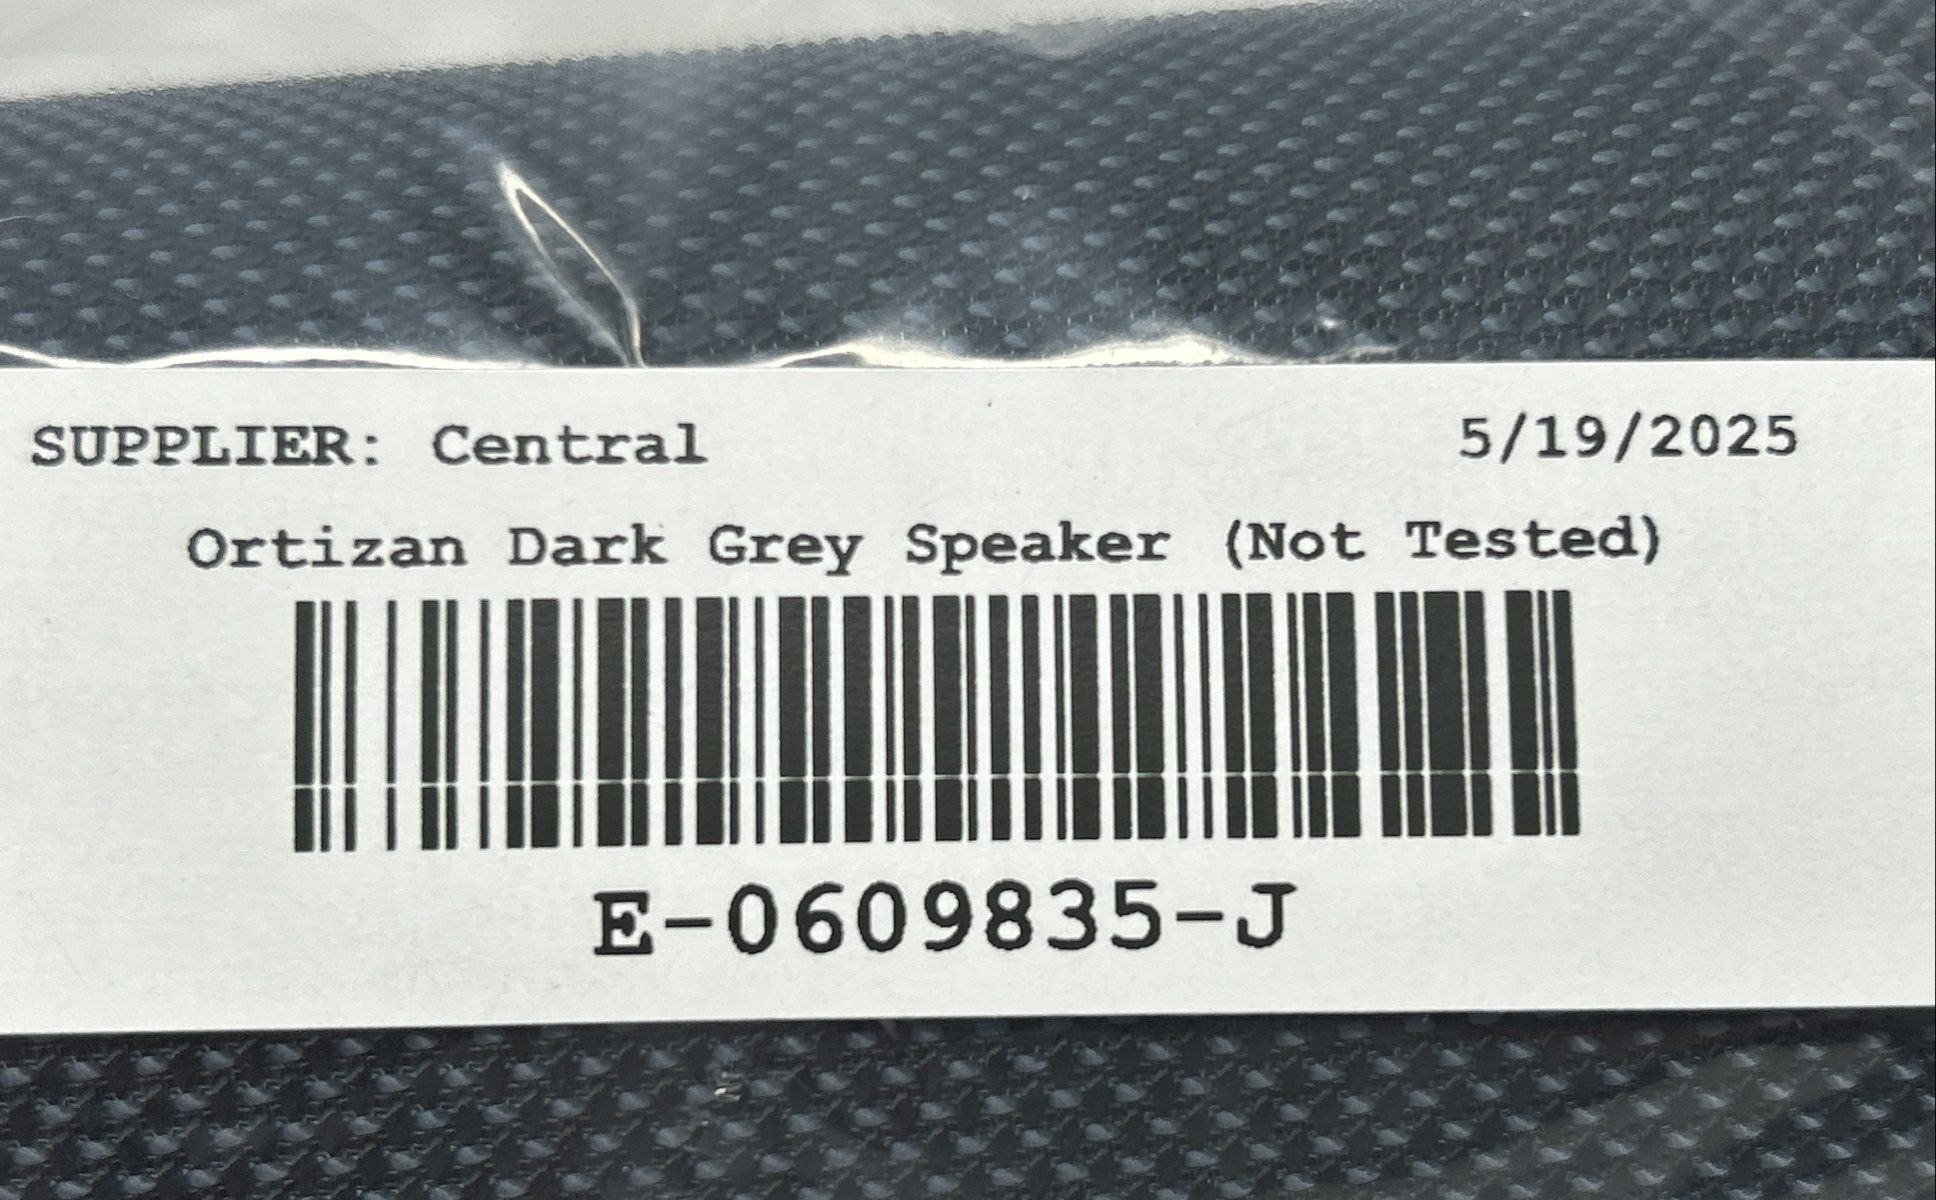 SUPPLIER: Central 5/19/2025
Ortizan Dark Grey Speaker (Not Tested)
E-0609835-J